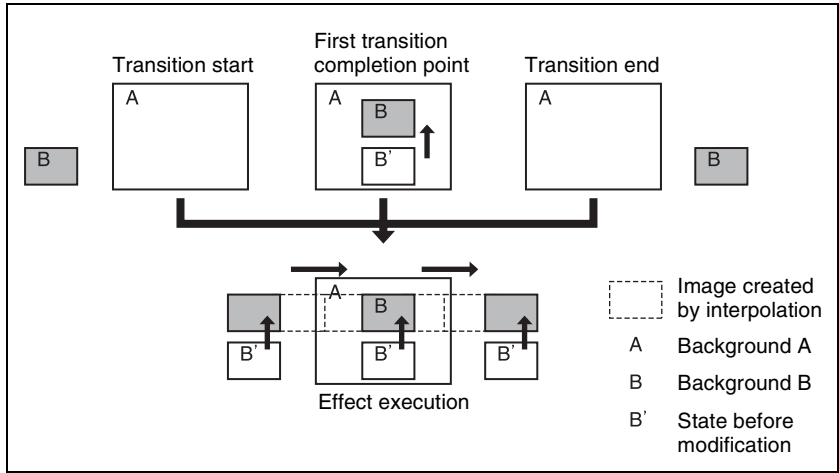 Transition start
First transition
completion point
Transition end
A
A
A
B
B
B'
B
A
B
B'
B'
B'
Effect execution
Image created
by interpolation
A Background A
B Background B
B' State before
modification